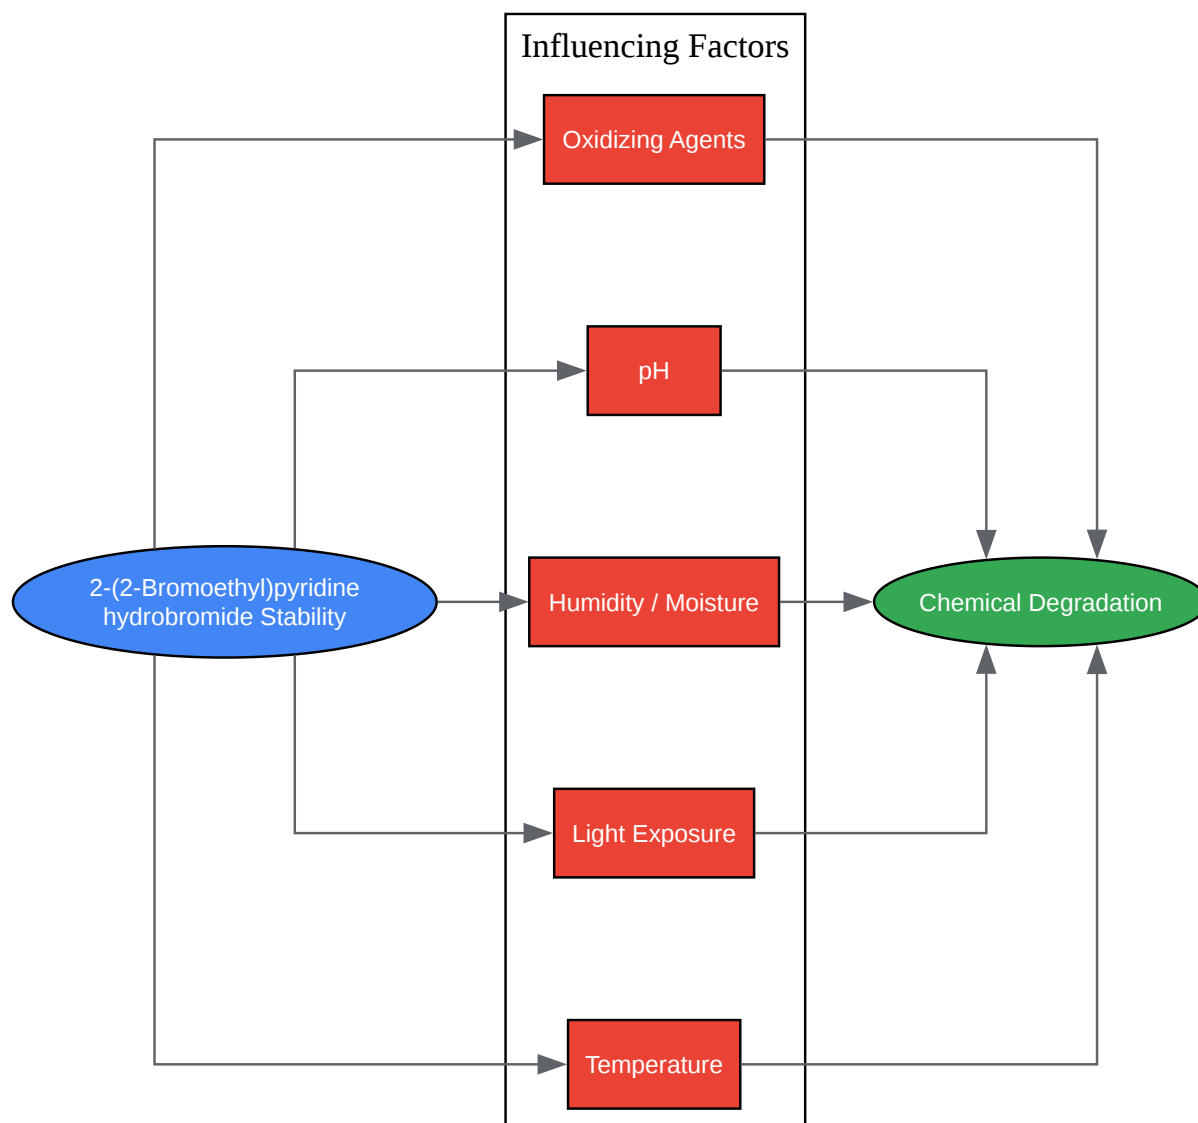 Influencing Factors
Oxidizing Agents
pH
2-(2-Bromoethyl)pyridine
hydrobromide Stability
Humidity / Moisture
Chemical Degradation
Light Exposure
Temperature